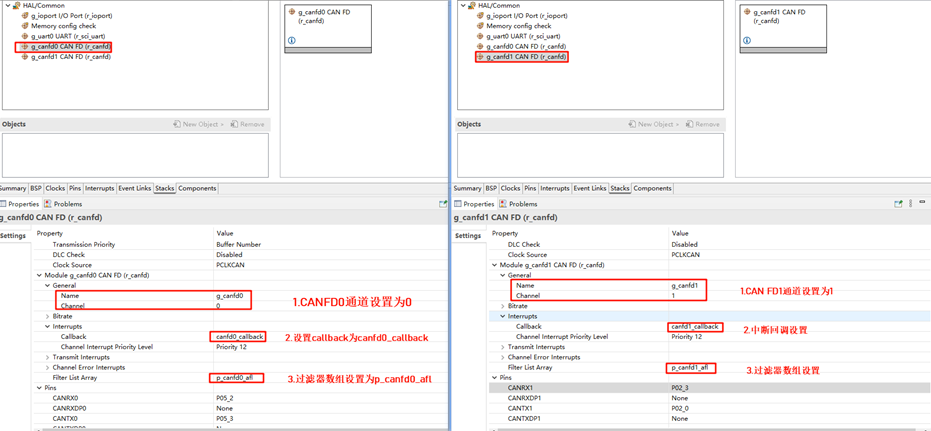 HAL/Common
g_ioport I/O Port (r_ioport)
Memory config check
g_uart0 UART (r_sci_uart)
g_canfd0 CAN FD (r_canfd)
g_canfd1 CAN FD (r_canfd)
g_canfd0 CAN FD
(r_canfd)
Objects
New Object >
Remove
Summary
BSP
Clocks
Pins
Interrupts
Event Links
Stacks
Components
Properties
Problems
g_canfd0 CAN FD (r_canfd)
Settings
Property Value
Transmission Priority Buffer Number
DLC Check Disabled
Clock Source PCLKCAN
Module g_canfd0 CAN FD (r_canfd)
General
Name g_canfd0
Channel 0
1.CANFD0通道设置为0
Bitrate
Interrupts
Callback canfd0_callback
2.设置callback为canfd0_callback
Channel Interrupt Priority Level Priority 12
Transmit Interrupts
Channel Error Interrupts
Filter List Array p_canfd0_afl
3.过滤器数组设置为p_canfd0_afl
Pins
CANRX0 P05_2
CANRXDP0 None
CANTX0 P05_3
HAL/Common
g_ioport I/O Port (r_ioport)
Memory config check
g_uart0 UART (r_sci_uart)
g_canfd0 CAN FD (r_canfd)
g_canfd1 CAN FD (r_canfd)
g_canfd1 CAN FD
(r_canfd)
Objects
New Object >
Remove
Summary
BSP
Clocks
Pins
Interrupts
Event Links
Stacks
Components
Properties
Problems
g_canfd1 CAN FD (r_canfd)
Settings
Property Value
DLC Check Disabled
Clock Source PCLKCAN
Module g_canfd1 CAN FD (r_canfd)
General
Name g_canfd1
Channel 1
1.CAN FD1通道设置为1
Bitrate
Interrupts
Callback canfd1_callback
2.中断回调设置
Channel Interrupt Priority Level Priority 12
Transmit Interrupts
Channel Error Interrupts
Filter List Array p_canfd1_afl
3.过滤器数组设置
Pins
CANRX1 P02_3
CANRXDP1 None
CANTX1 P02_0
CANTXDP1 None